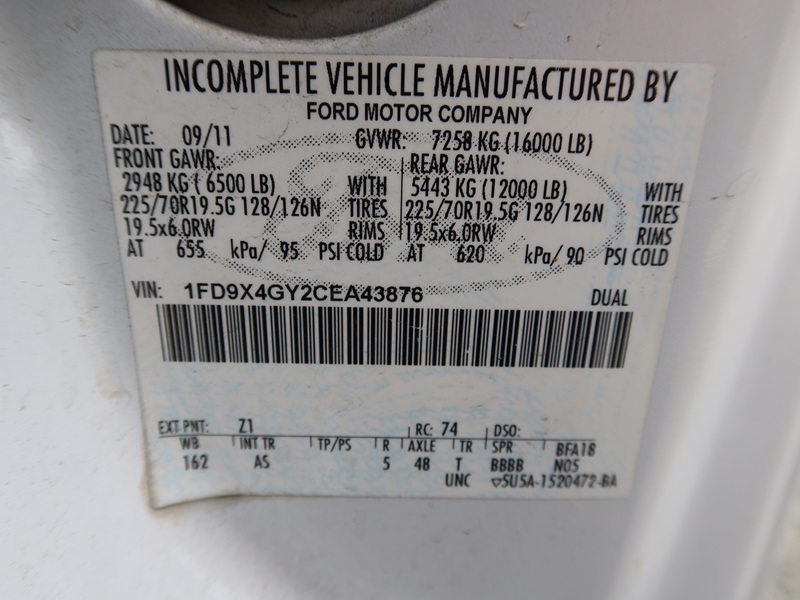 INCOMPLETE VEHICLE MANUFACTURED BY
FORD MOTOR COMPANY
DATE: 09/11 GVWR: 7258 KG (16000 LB)
FRONT GAWR: REAR GAWR:
2948 KG ( 6500 LB) WITH 5443 KG (12000 LB) WITH
225/70R19.5G 128/126N TIRES 225/70R19.5G 128/126N TIRES
19.5x6.0RW RIMS 19.5x6.0RW RIMS
AT 655 kPa/ 95 PSI COLD AT 620 kPa/ 90 PSI COLD
VIN: 1FD9X4GY2CEA43876 DUAL
EXT PNT: Z1 RC: 74 DSO:
WB INT TR TP/PS R AXLE TR SPR BFA18
162 AS 5 48 T BBBB N05
UNC 5U5A-1520472-BA